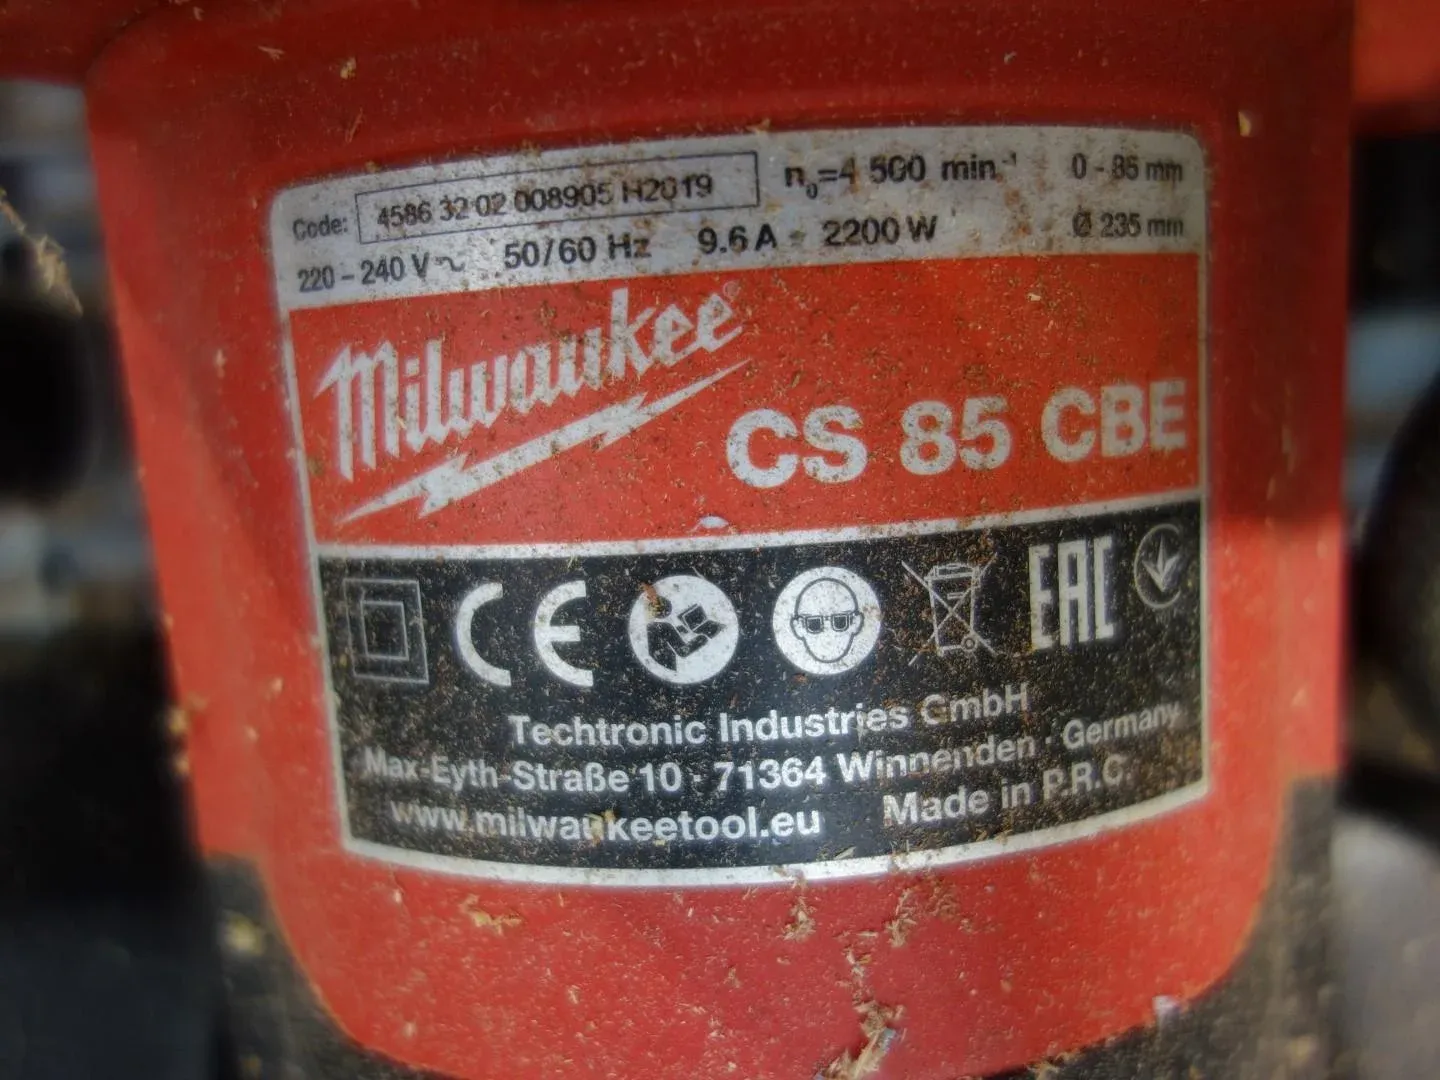 Code: 4586 32 02 008905 H2019 n₀=4 500 min⁻¹ 0 - 85 mm
220 – 240 V ~ 50/60 Hz 9.6 A - 2200 W Ø 235 mm
Milwaukee®
CS 85 CBE
CE EAC
Techtronic Industries GmbH
Max-Eyth-Straße 10 · 71364 Winnenden · Germany
www.milwaukeetool.eu Made in P.R.C.